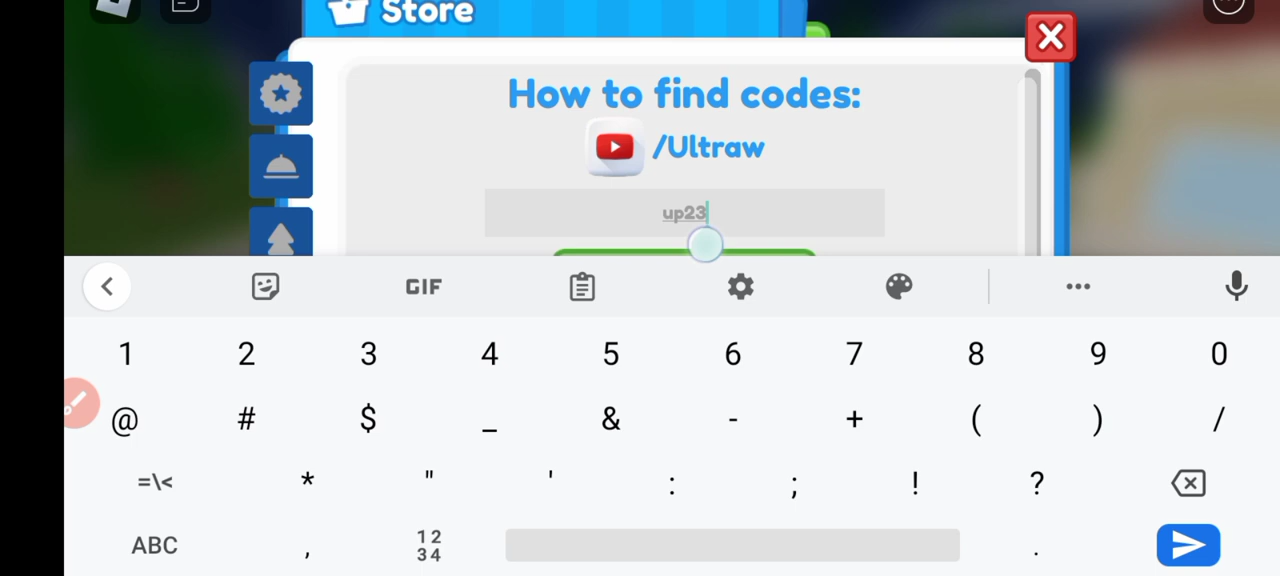 Store
How to find codes:
/Ultraw
up23
GIF
1 2 3 4 5 6 7 8 9 0
@ # $ _ & - + ( ) /
=\< * " ' : ; ! ?
ABC , 12 34 .